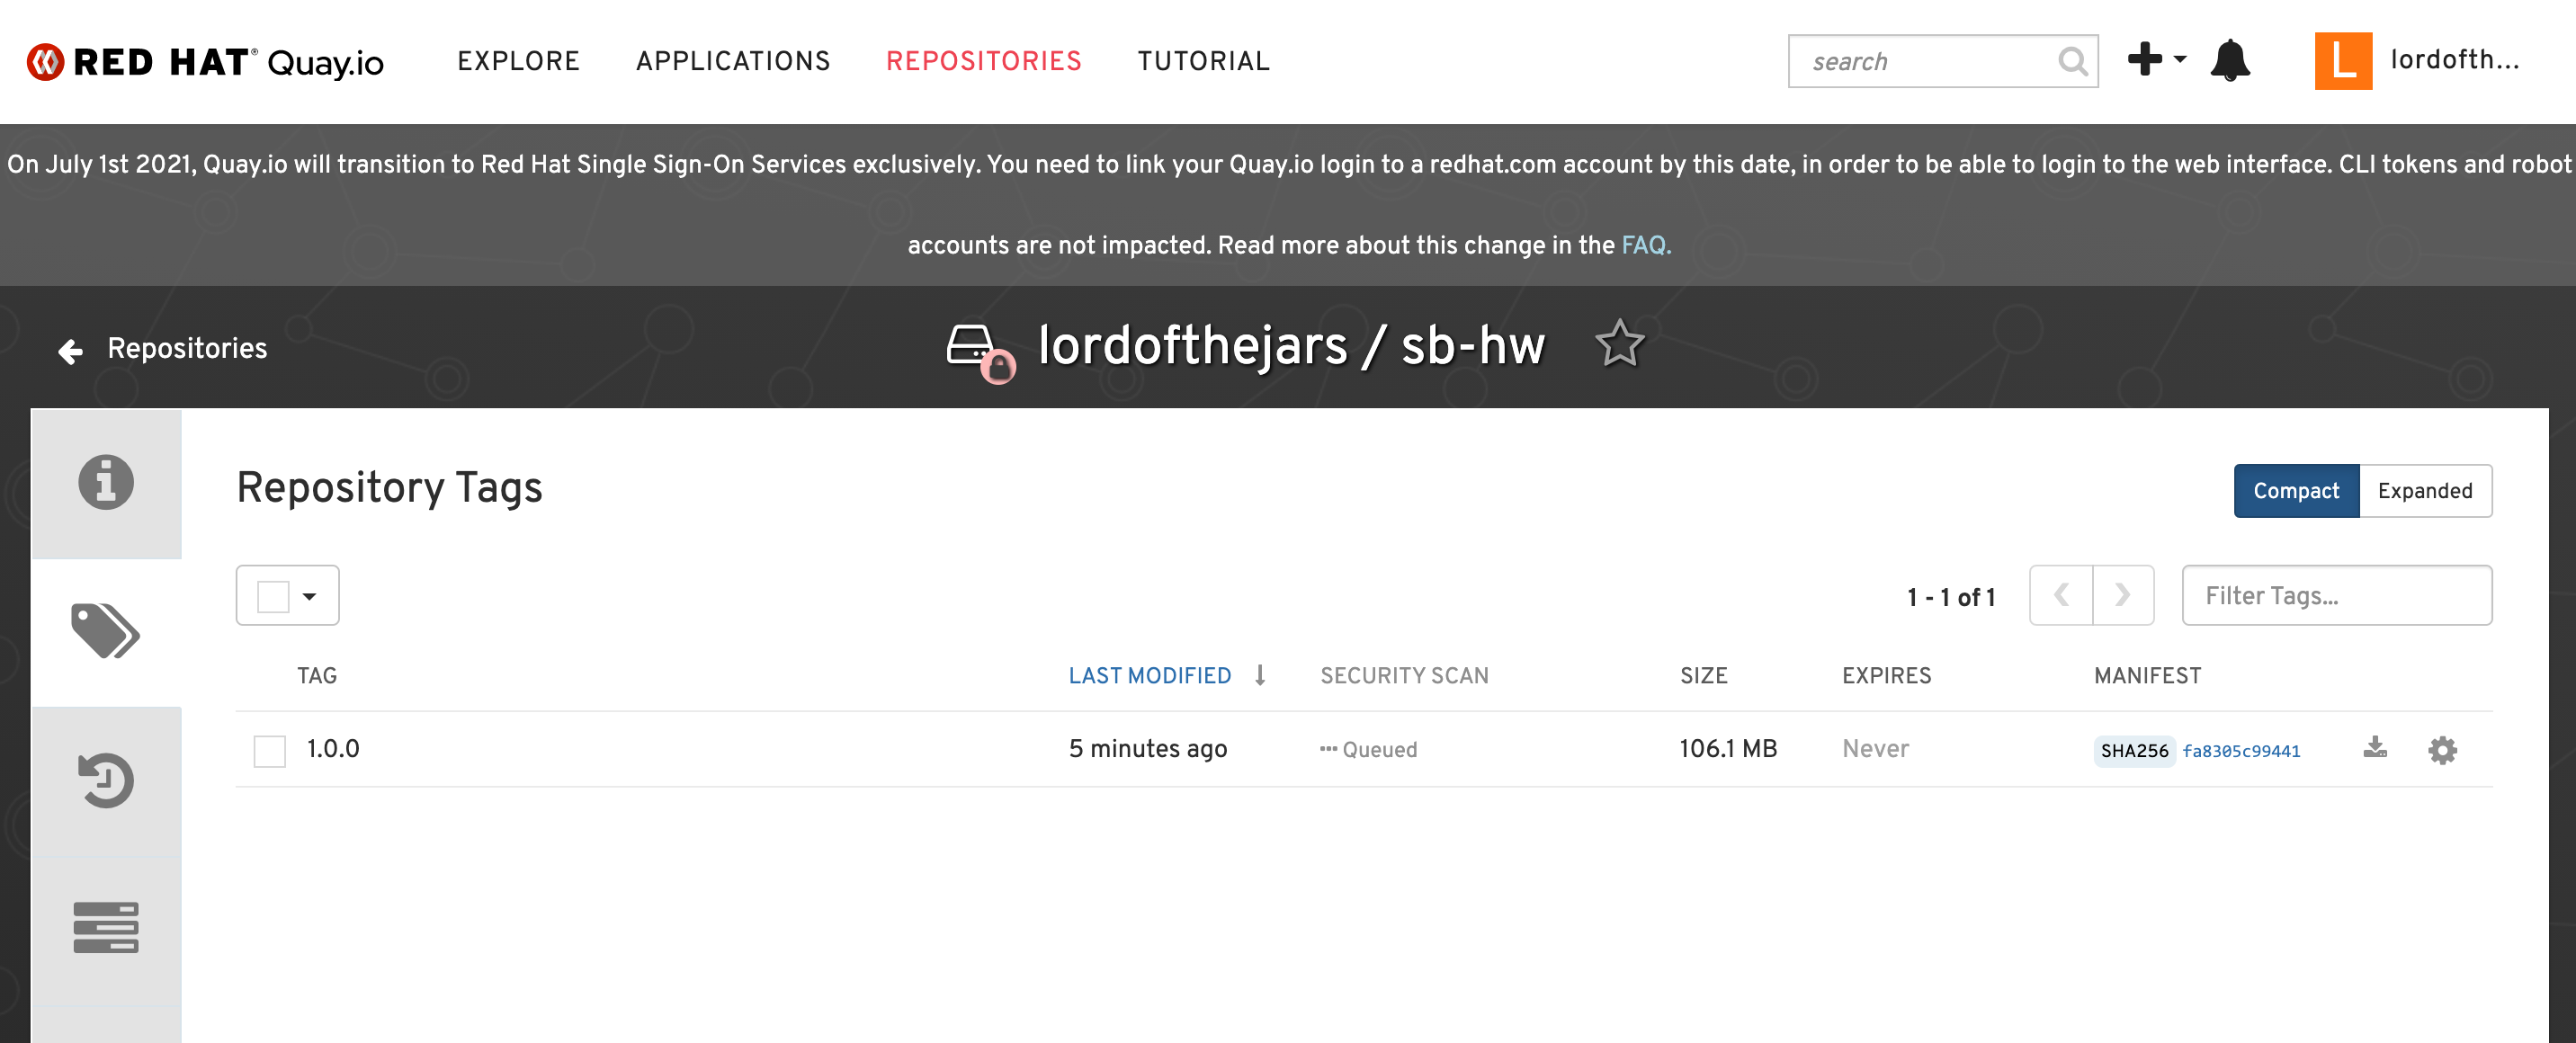 RED HAT® Quay.io EXPLORE APPLICATIONS REPOSITORIES TUTORIAL search L lordofth...
On July 1st 2021, Quay.io will transition to Red Hat Single Sign-On Services exclusively. You need to link your Quay.io login to a redhat.com account by this date, in order to be able to login to the web interface. CLI tokens and robot
accounts are not impacted. Read more about this change in the FAQ.
Repositories lordofthejars / sb-hw
Repository Tags Compact Expanded
1 - 1 of 1 Filter Tags...
TAG LAST MODIFIED SECURITY SCAN SIZE EXPIRES MANIFEST
1.0.0 5 minutes ago Queued 106.1 MB Never SHA256 fa8305c99441